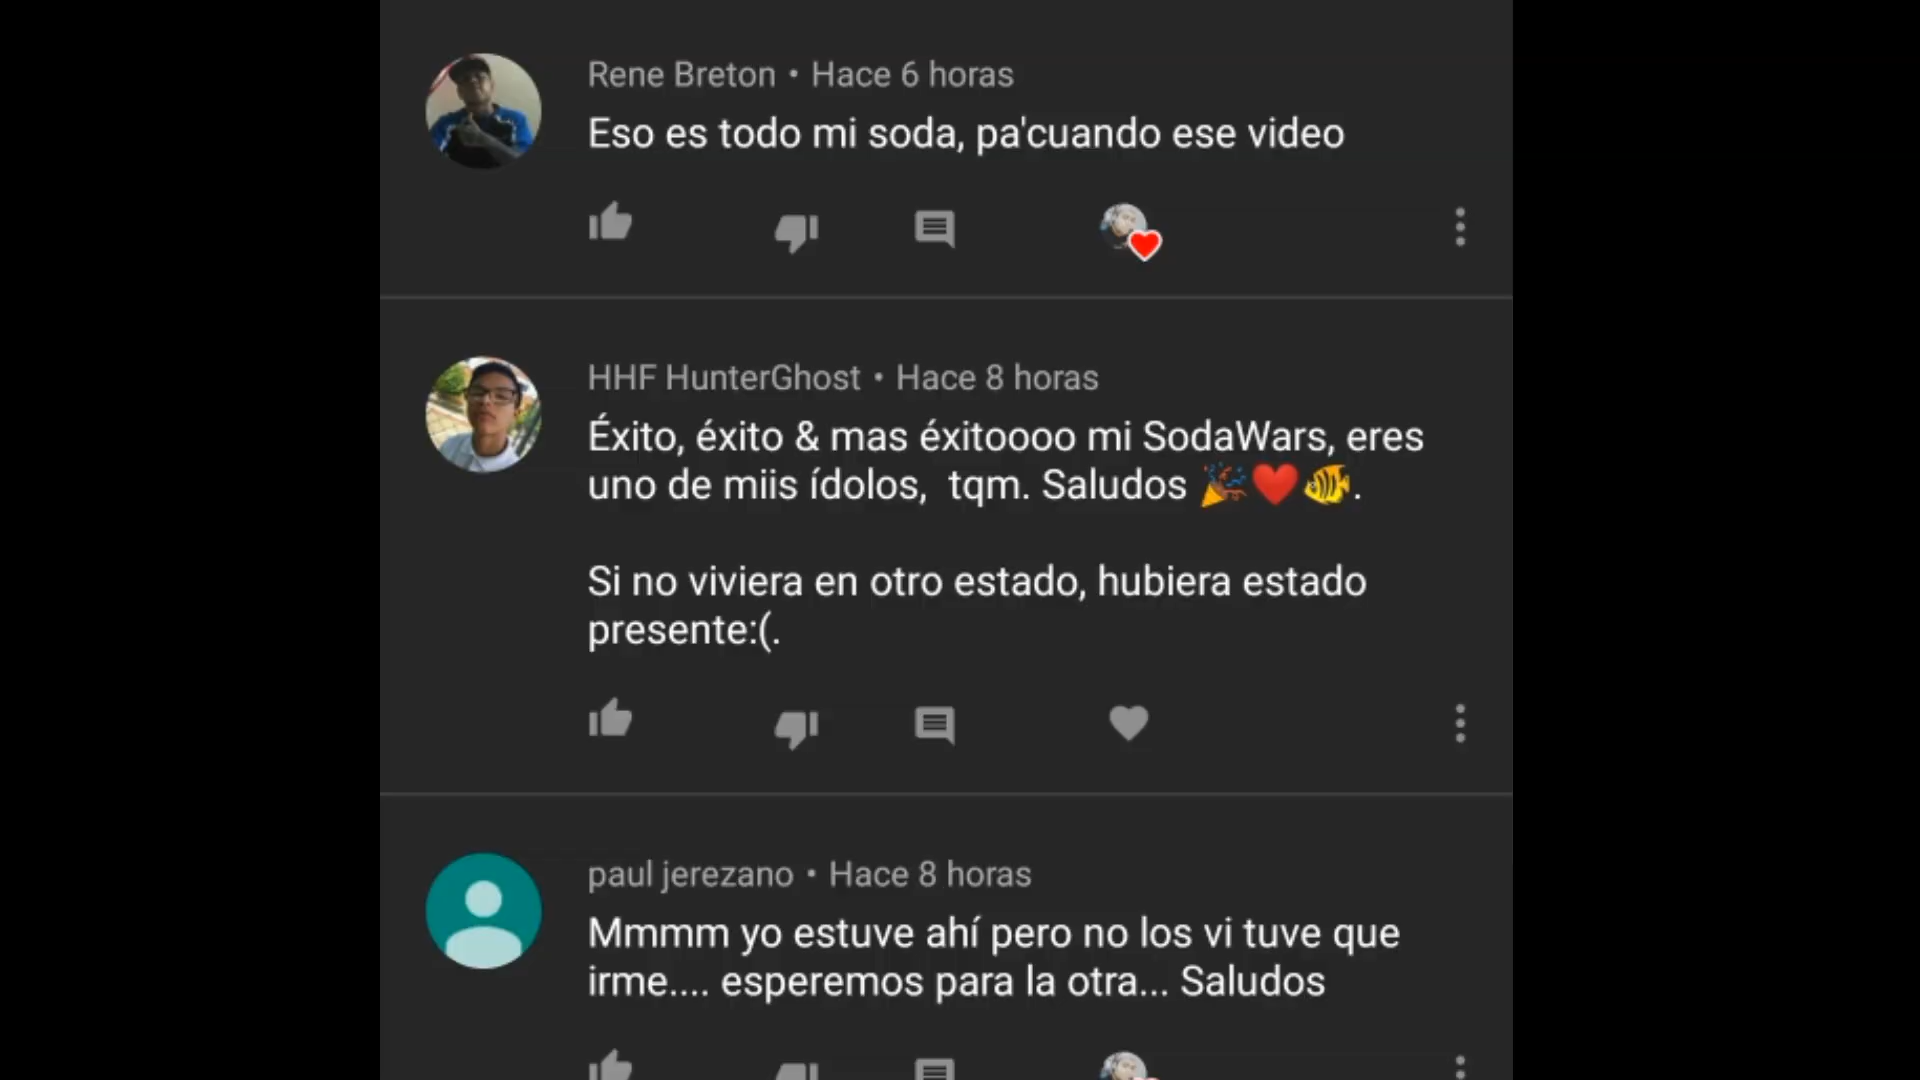 Rene Breton • Hace 6 horas
Eso es todo mi soda, pa'cuando ese video
HHF HunterGhost • Hace 8 horas
Éxito, éxito & mas éxitoooo mi SodaWars, eres
uno de miis ídolos,  tqm. Saludos 🎉❤️🐠.
Si no viviera en otro estado, hubiera estado
presente:(.
paul jerezano • Hace 8 horas
Mmmm yo estuve ahí pero no los vi tuve que
irme.... esperemos para la otra... Saludos